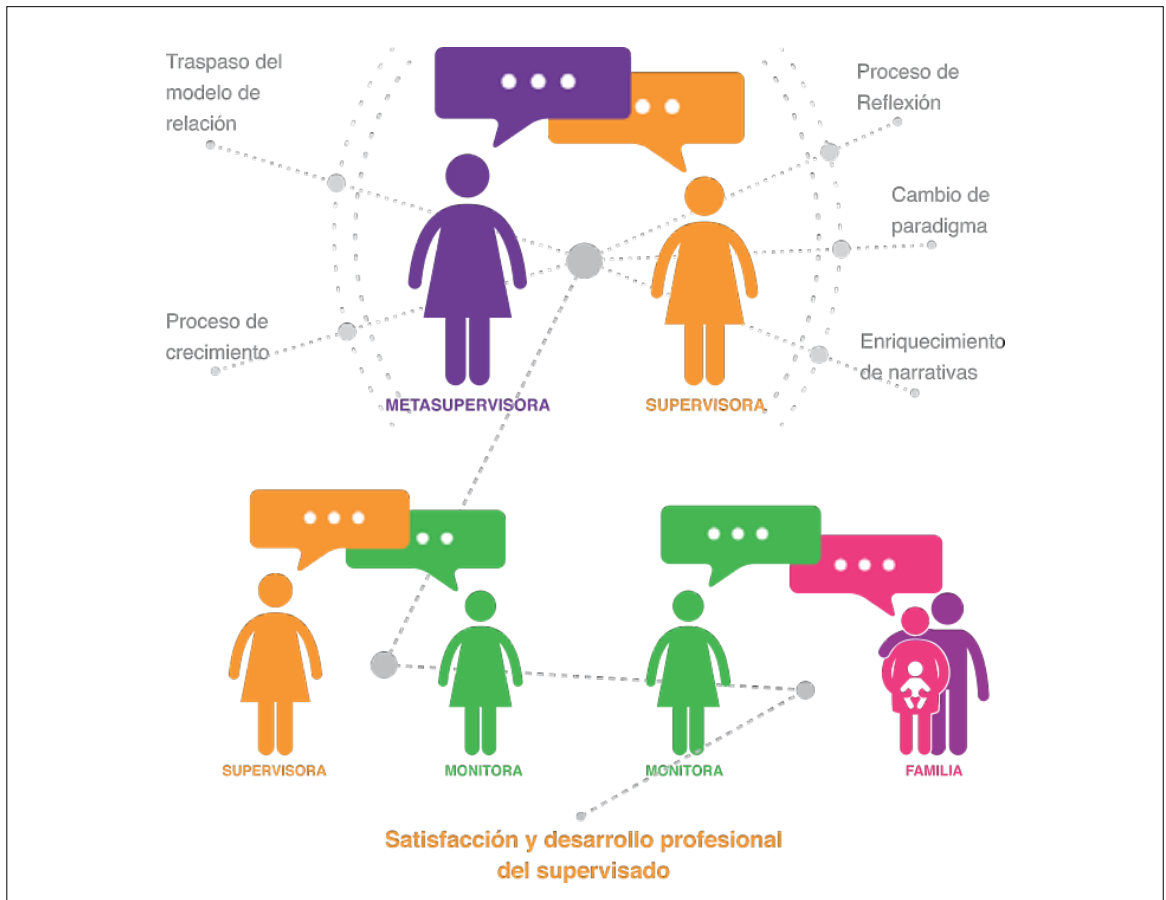 Traspaso del
modelo de
relación
Proceso de
Reflexión
Cambio de
paradigma
Proceso de
crecimiento
Enriquecimiento
de narrativas
METASUPERVISORA
SUPERVISORA
SUPERVISORA
MONITORA
MONITORA
FAMILIA
Satisfacción y desarrollo profesional
del supervisado